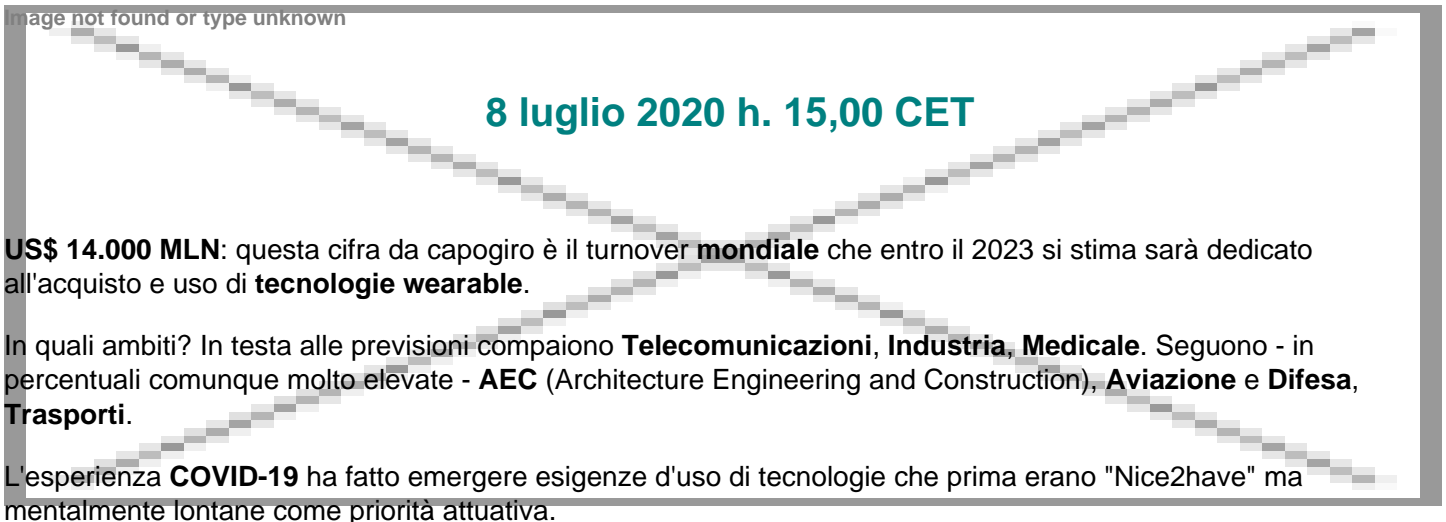 Image not found or type unknown
8 luglio 2020 h. 15,00 CET
US$ 14.000 MLN: questa cifra da capogiro è il turnover mondiale che entro il 2023 si stima sarà dedicato
all'acquisto e uso di tecnologie wearable.
In quali ambiti? In testa alle previsioni compaiono Telecomunicazioni, Industria, Medicale. Seguono - in
percentuali comunque molto elevate - AEC (Architecture Engineering and Construction), Aviazione e Difesa,
Trasporti.
L'esperienza COVID-19 ha fatto emergere esigenze d'uso di tecnologie che prima erano "Nice2have" ma
mentalmente lontane come priorità attuativa.